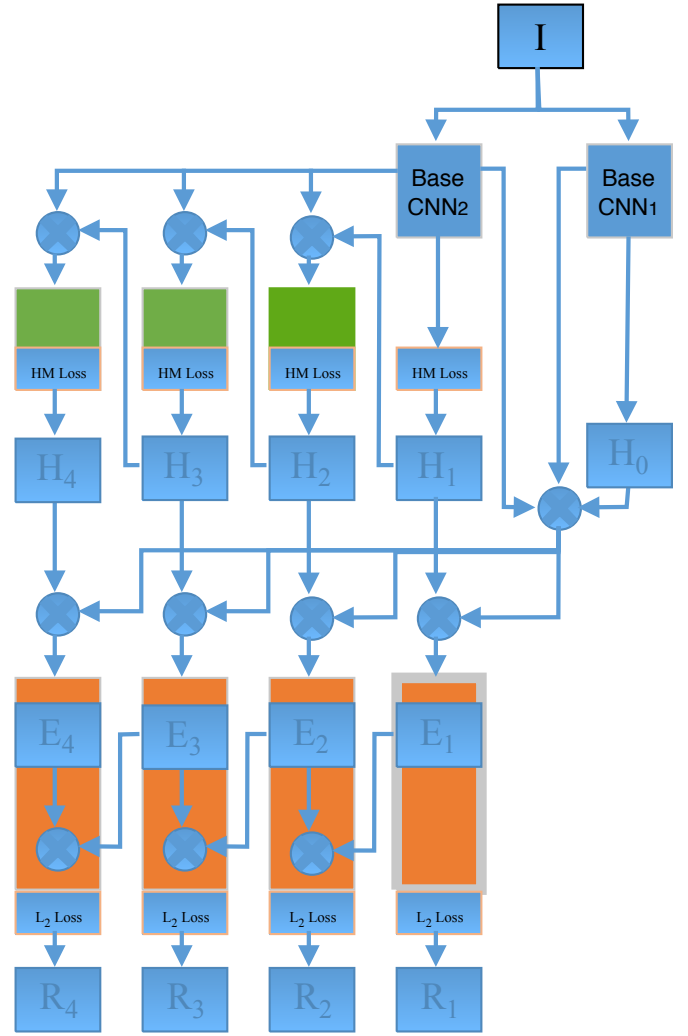 I
Base
CNN2
Base
CNN1
HM Loss
HM Loss
HM Loss
HM Loss
H4
H3
H2
H1
H0
E4
E3
E2
E1
L2 Loss
L2 Loss
L2 Loss
L2 Loss
R4
R3
R2
R1